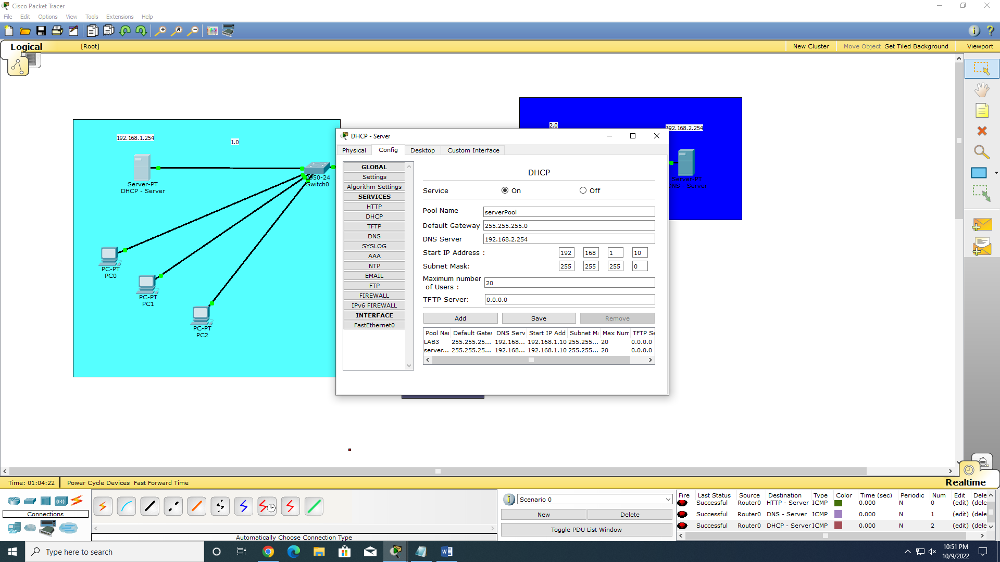 Cisco Packet Tracer
File Edit Options View Tools Extensions Help
Logical [Root] New Cluster Move Object Set Tiled Background Viewport
192.168.1.254
1.0
Server-PT
DHCP - Server
2950-24
Switch0
PC-PT
PC0
PC-PT
PC1
PC-PT
PC2
2.0
192.168.2.254
Server-PT
DNS - Server
DHCP - Server
Physical Config Desktop Custom Interface
GLOBAL
Settings
Algorithm Settings
SERVICES
HTTP
DHCP
TFTP
DNS
SYSLOG
AAA
NTP
EMAIL
FTP
FIREWALL
IPv6 FIREWALL
INTERFACE
FastEthernet0
DHCP
Service On Off
Pool Name serverPool
Default Gateway 255.255.255.0
DNS Server 192.168.2.254
Start IP Address : 192 168 1 10
Subnet Mask: 255 255 255 0
Maximum number
of Users : 20
TFTP Server: 0.0.0.0
Add Save Remove
Pool Nai Default Gatev DNS Serv Start IP Add Subnet M Max Num TFTP Se
LAB3 255.255.25... 192.168... 192.168.1.10 255.255... 20 0.0.0.0
server... 255.255.25... 192.168... 192.168.1.10 255.255... 20 0.0.0.0
Time: 01:04:22 Power Cycle Devices Fast Forward Time
Realtime
Connections
Automatically Choose Connection Type
Scenario 0
New Delete
Toggle PDU List Window
Fire Last Status Source Destination Type Color Time (sec) Periodic Num Edit Dele
Successful Router0 HTTP - Server ICMP 0.000 N 0 (edit) (dele
Successful Router0 DNS - Server ICMP 0.000 N 1 (edit) (dele
Successful Router0 DHCP - Server ICMP 0.000 N 2 (edit) (dele
Type here to search
10:51 PM
10/9/2022